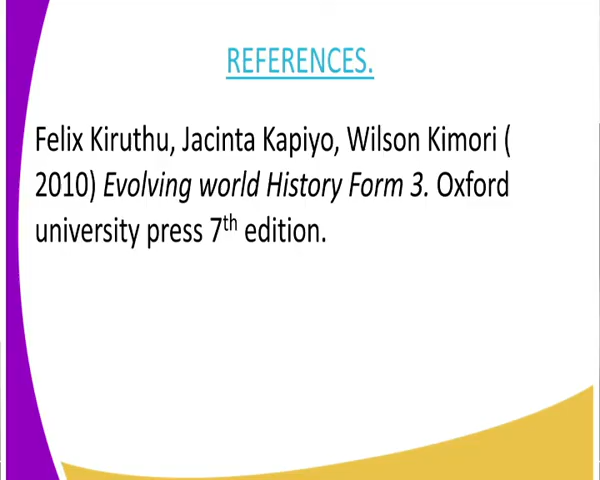 REFERENCES.
Felix Kiruthu, Jacinta Kapiyo, Wilson Kimori (
2010) Evolving world History Form 3. Oxford
university press 7th edition.